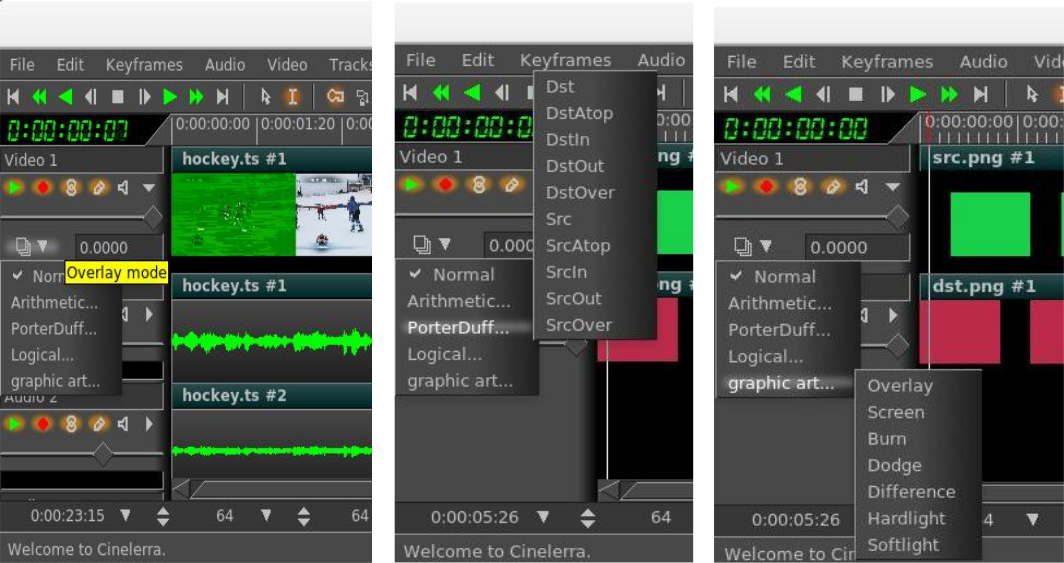 File Edit Keyframes Audio Video Tracks
0:00:00:07
0:00:00:00 0:00:01:20 0:00
Video 1
hockey.ts #1
0.0000
Overlay mode
Norm
Arithmetic...
PorterDuff...
Logical...
graphic art...
hockey.ts #1
Audio 2
hockey.ts #2
0:00:23:15 64 64
Welcome to Cinelerra.
File Edit Keyframes Audio
0:00:00:0
0:00
Video 1
ng #
0.000
Normal
Arithmetic...
PorterDuff...
Logical...
graphic art...
Dst
DstAtop
DstIn
DstOut
DstOver
Src
SrcAtop
SrcIn
SrcOut
SrcOver
ng #1
0:00:05:26 64
Welcome to Cinelerra.
File Edit Keyframes Audio Vid
0:00:00:00
0:00:00:00 0:00:
Video 1
src.png #1
0.0000
Normal
Arithmetic...
PorterDuff...
Logical...
graphic art...
dst.png #1
Overlay
Screen
Burn
Dodge
Difference
Hardlight
Softlight
0:00:05:26 4
Welcome to Cin